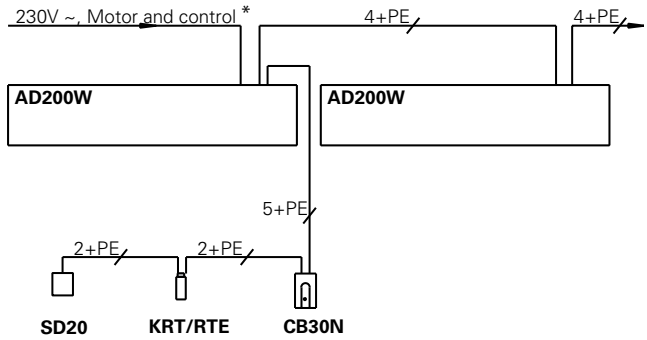 230V ~, Motor and control *
4+PE
4+PE
AD200W
AD200W
5+PE
2+PE
2+PE
SD20
KRT/RTE
CB30N